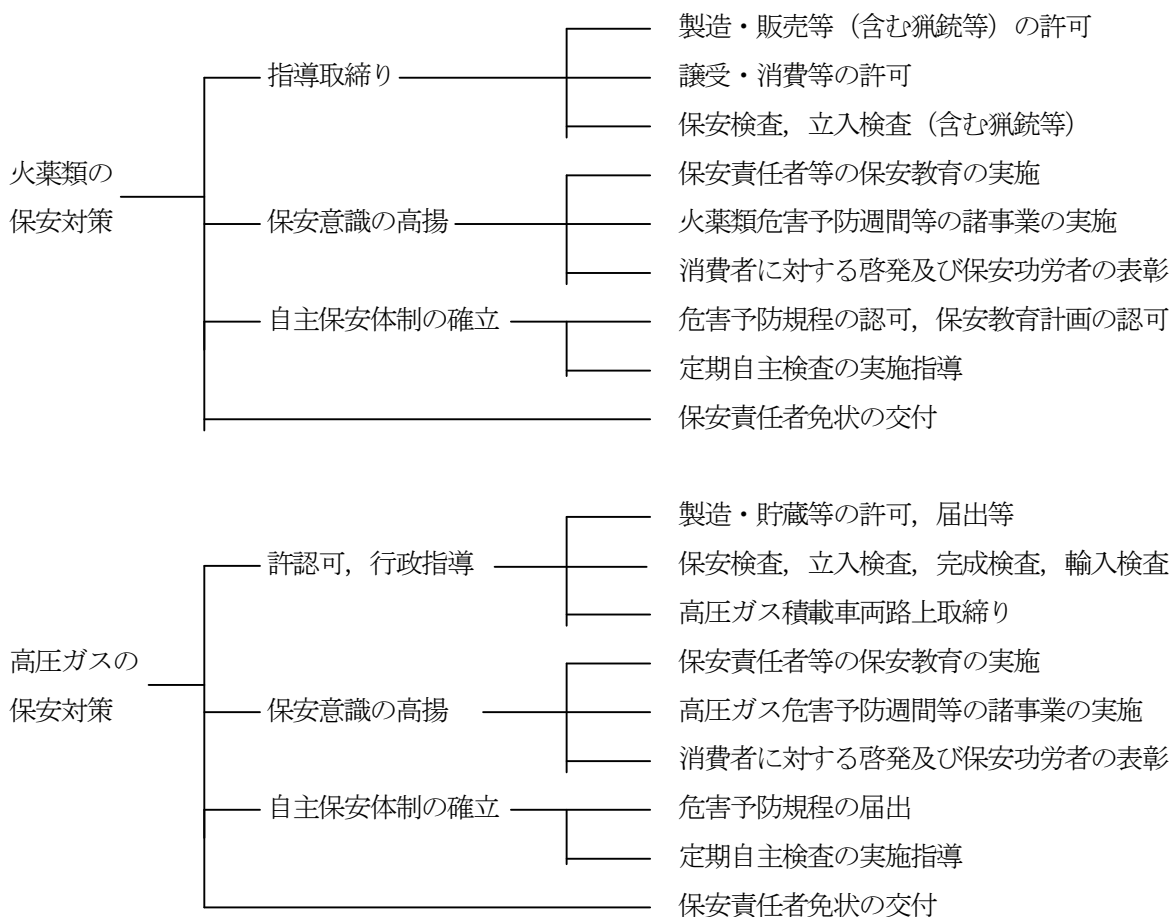 火薬類の
保安対策
指導取締り
製造・販売等（含む猟銃等）の許可
譲受・消費等の許可
保安検査，立入検査（含む猟銃等）
保安意識の高揚
保安責任者等の保安教育の実施
火薬類危害予防週間等の諸事業の実施
消費者に対する啓発及び保安功労者の表彰
自主保安体制の確立
危害予防規程の認可，保安教育計画の認可
定期自主検査の実施指導
保安責任者免状の交付
高圧ガスの
保安対策
許認可，行政指導
製造・貯蔵等の許可，届出等
保安検査，立入検査，完成検査，輸入検査
高圧ガス積載車両路上取締り
保安意識の高揚
保安責任者等の保安教育の実施
高圧ガス危害予防週間等の諸事業の実施
消費者に対する啓発及び保安功労者の表彰
自主保安体制の確立
危害予防規程の届出
定期自主検査の実施指導
保安責任者免状の交付